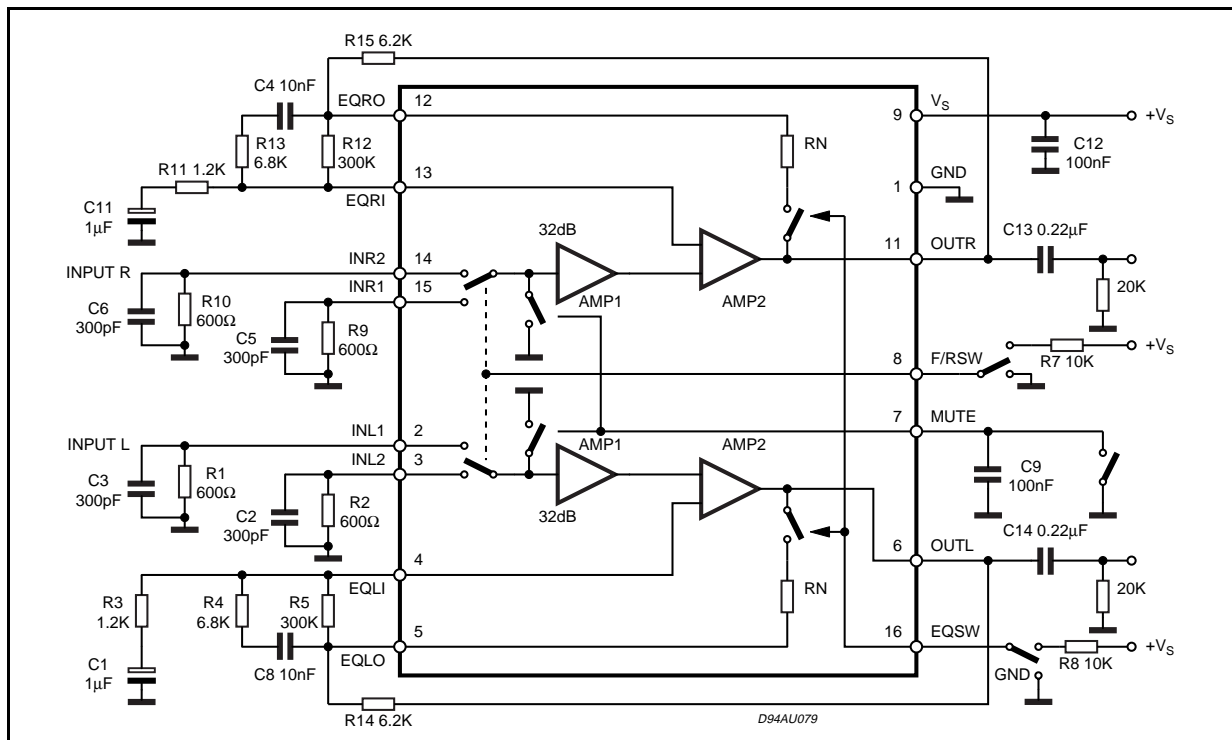 R15 6.2K
C4 10nF
EQRO
12
R13
6.8K
R12
300K
R11 1.2K
13
EQRI
C11
1µF
RN
VS
9
+VS
C12
100nF
GND
1
C13 0.22µF
11
OUTR
20K
32dB
AMP1
AMP2
INPUT R
INR2
14
INR1
15
C6
300pF
R10
600Ω
C5
300pF
R9
600Ω
8
F/RSW
R7 10K
+VS
7
MUTE
C9
100nF
INPUT L
INL1
2
INL2
3
AMP1
AMP2
32dB
C3
300pF
R1
600Ω
C2
300pF
R2
600Ω
C14 0.22µF
6
OUTL
20K
4
EQLI
R3
1.2K
R4
6.8K
R5
300K
RN
5
EQLO
C1
1µF
C8 10nF
16
EQSW
+VS
R8 10K
GND
R14 6.2K
D94AU079